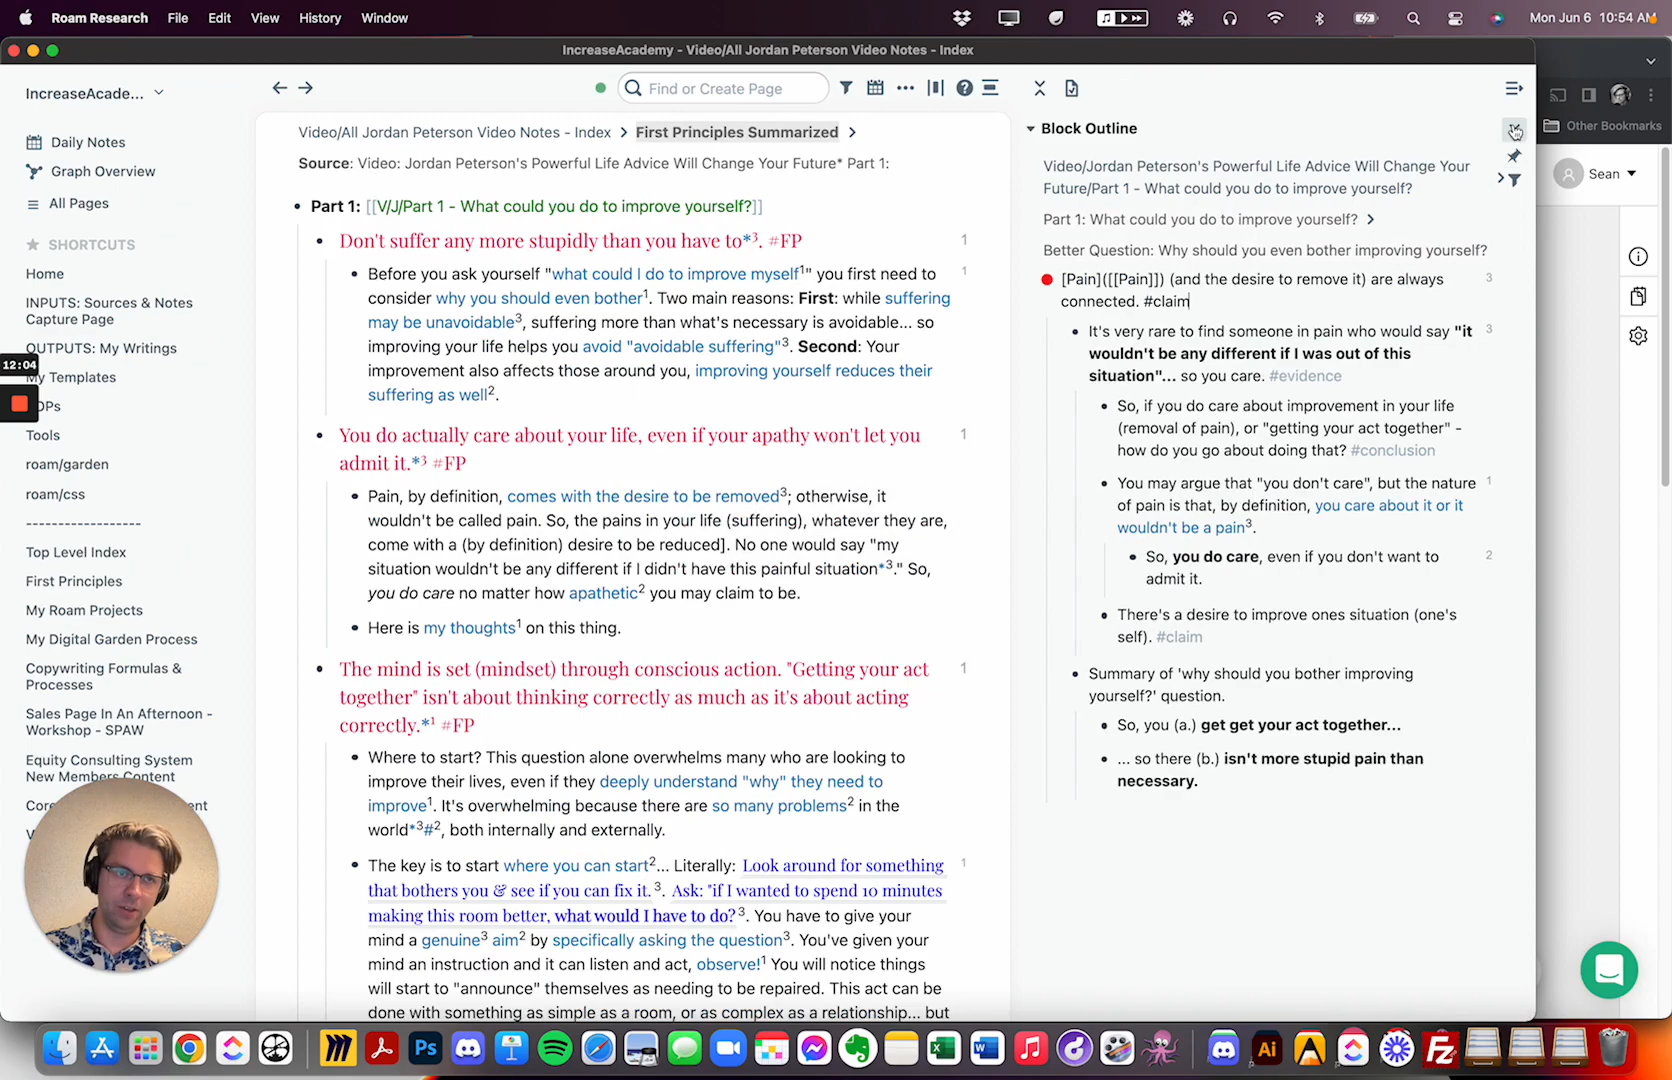 Roam Research File Edit View History Window
Mon Jun 6 10:54 AM
IncreaseAcademy - Video/All Jordan Peterson Video Notes - Index
IncreaseAcade...
Find or Create Page
Other Bookmarks
Sean
Daily Notes
Graph Overview
All Pages
SHORTCUTS
Home
INPUTS: Sources & Notes
Capture Page
OUTPUTS: My Writings
12:04
My Templates
Tools
roam/garden
roam/css
------------------
Top Level Index
First Principles
My Roam Projects
My Digital Garden Process
Copywriting Formulas &
Processes
Sales Page In An Afternoon -
Workshop - SPAW
Equity Consulting System
New Members Content
Video/All Jordan Peterson Video Notes - Index > First Principles Summarized >
Source: Video: Jordan Peterson's Powerful Life Advice Will Change Your Future* Part 1:
Part 1: [[V/J/Part 1 - What could you do to improve yourself?]]
Don't suffer any more stupidly than you have to*3. #FP 1
Before you ask yourself "what could I do to improve myself1" you first need to 1
consider why you should even bother1. Two main reasons: First: while suffering
may be unavoidable3, suffering more than what's necessary is avoidable... so
improving your life helps you avoid "avoidable suffering"3. Second: Your
improvement also affects those around you, improving yourself reduces their
suffering as well2.
You do actually care about your life, even if your apathy won't let you 1
admit it.*3 #FP
Pain, by definition, comes with the desire to be removed3; otherwise, it
wouldn't be called pain. So, the pains in your life (suffering), whatever they are,
come with a (by definition) desire to be reduced]. No one would say "my
situation wouldn't be any different if I didn't have this painful situation*3." So,
you do care no matter how apathetic2 you may claim to be.
Here is my thoughts1 on this thing.
The mind is set (mindset) through conscious action. "Getting your act 1
together" isn't about thinking correctly as much as it's about acting
correctly.*1 #FP
Where to start? This question alone overwhelms many who are looking to
improve their lives, even if they deeply understand "why" they need to
improve1. It's overwhelming because there are so many problems2 in the
world*3#2, both internally and externally.
The key is to start where you can start2... Literally: Look around for something 1
that bothers you & see if you can fix it.3. Ask: "if I wanted to spend 10 minutes
making this room better, what would I have to do?3. You have to give your
mind a genuine3 aim2 by specifically asking the question3. You've given your
mind an instruction and it can listen and act, observe!1 You will notice things
will start to "announce" themselves as needing to be repaired. This act can be
done with something as simple as a room, or as complex as a relationship... but
Block Outline
Video/Jordan Peterson's Powerful Life Advice Will Change Your
Future/Part 1 - What could you do to improve yourself?
Part 1: What could you do to improve yourself? >
Better Question: Why should you even bother improving yourself?
[Pain]([[Pain]]) (and the desire to remove it) are always 3
connected. #claim
It's very rare to find someone in pain who would say "it 3
wouldn't be any different if I was out of this
situation"... so you care. #evidence
So, if you do care about improvement in your life
(removal of pain), or "getting your act together" -
how do you go about doing that? #conclusion
You may argue that "you don't care", but the nature 1
of pain is that, by definition, you care about it or it
wouldn't be a pain3.
So, you do care, even if you don't want to 2
admit it.
There's a desire to improve ones situation (one's
self). #claim
Summary of 'why should you bother improving
yourself?' question.
So, you (a.) get get your act together...
... so there (b.) isn't more stupid pain than
necessary.
Ps
Ai
Fz